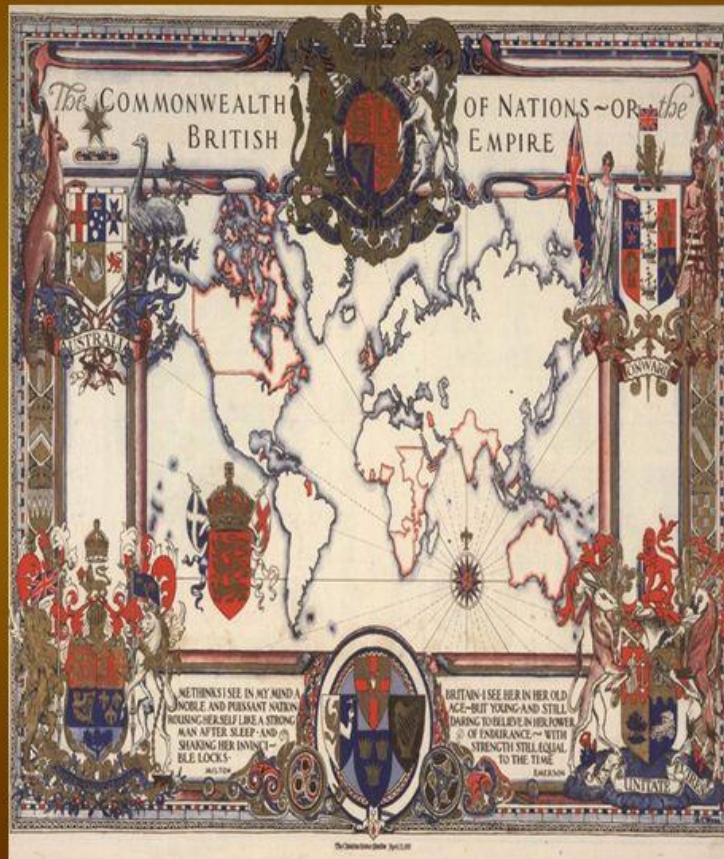 The COMMONWEALTH OF NATIONS~OR the
BRITISH EMPIRE
AUSTRALIA
ONWARD
METHINKS I SEE IN MY MIND A
NOBLE AND PUISSANT NATION
ROUSING HERSELF LIKE A STRONG
MAN AFTER SLEEP · AND
SHAKING HER INVINCI~
BLE LOCKS·
MILTON
BRITAIN·I SEE HER IN HER OLD
AGE~BUT YOUNG·AND STILL
DARING TO BELIEVE IN HER POWER
OF ENDURANCE~ WITH
STRENGTH STILL EQUAL
TO THE TIME
EMERSON
UNITATE